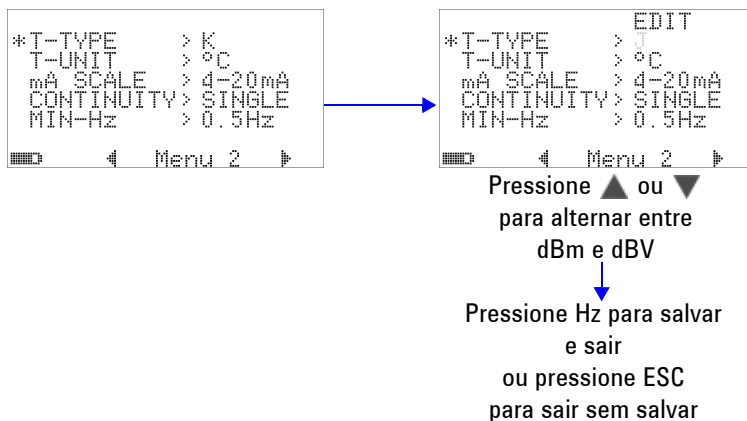 *T-TYPE > K
T-UNIT > °C
mA SCALE > 4-20mA
CONTINUITY> SINGLE
MIN-Hz > 0.5Hz
Menu 2
EDIT
*T-TYPE > J
T-UNIT > °C
mA SCALE > 4-20mA
CONTINUITY> SINGLE
MIN-Hz > 0.5Hz
Menu 2
Pressione ▲ ou ▼
para alternar entre
dBm e dBV
Pressione Hz para salvar
e sair
ou pressione ESC
para sair sem salvar